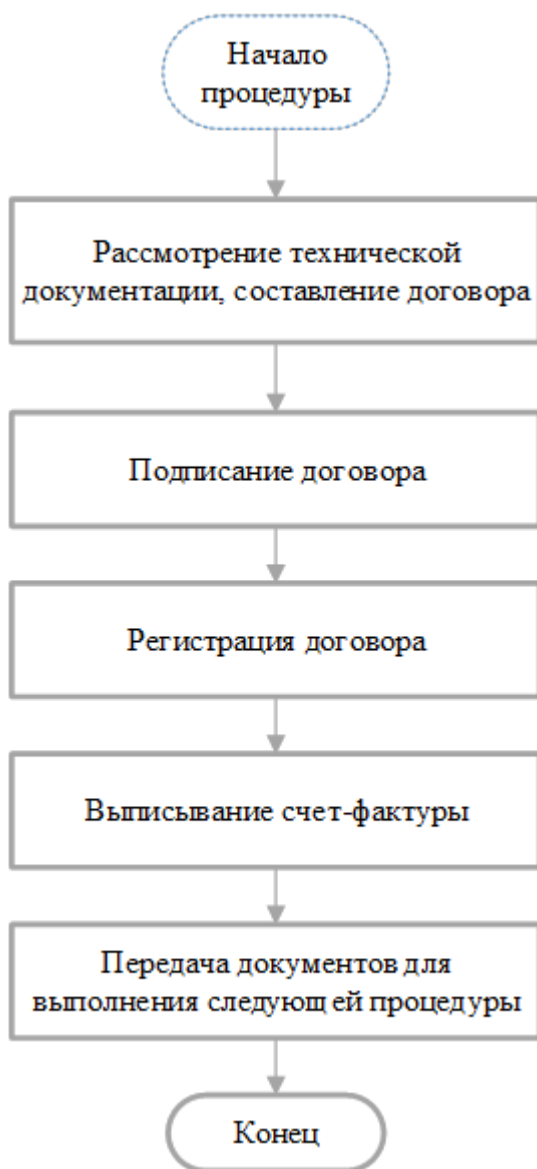 Начало
процедуры
Рассмотрение технической
документации, составление договора
Подписание договора
Регистрация договора
Выписывание счет-фактуры
Передача документов для
выполнения следующей процедуры
Конец